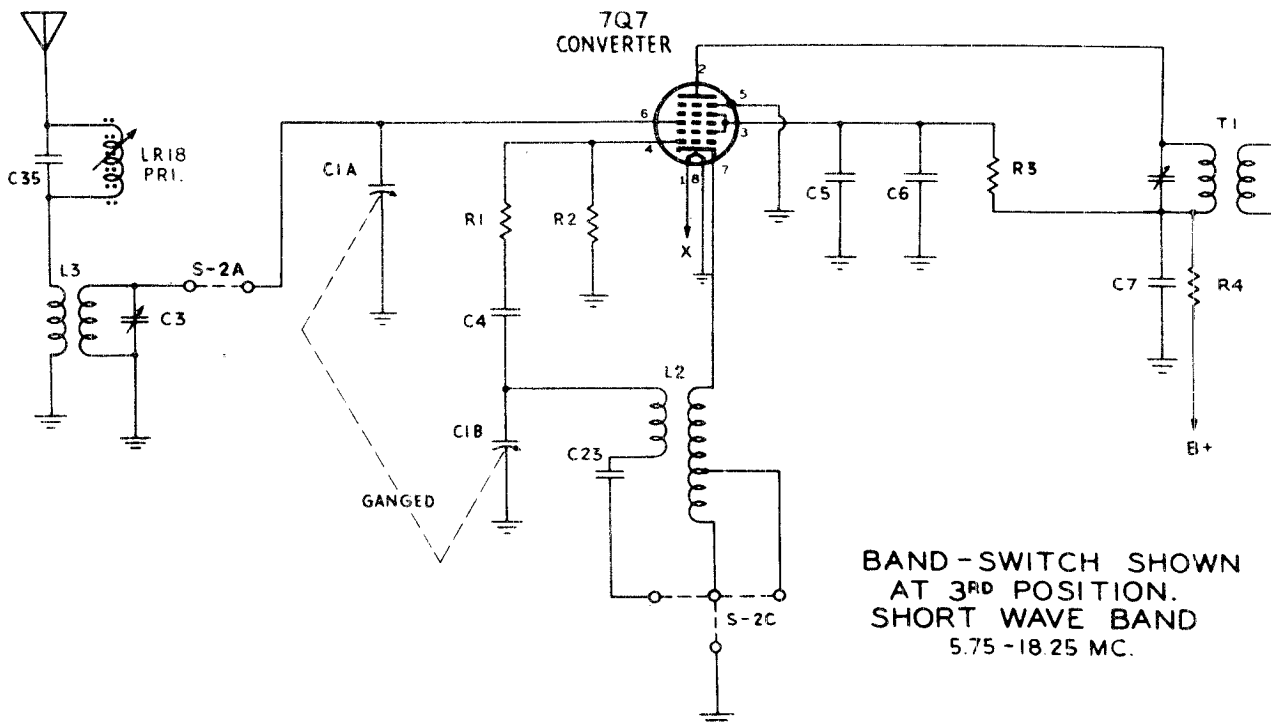 7Q7
CONVERTER
2
5
6
3
4
1
8
7
X
T1
LR18
PRI.
C35
C1A
R1
R2
C5
C6
R3
L3
S-2A
C3
C4
C7
R4
L2
C1B
C23
B+
GANGED
S-2C
BAND-SWITCH SHOWN
AT 3RD POSITION.
SHORT WAVE BAND
5.75-18.25 MC.